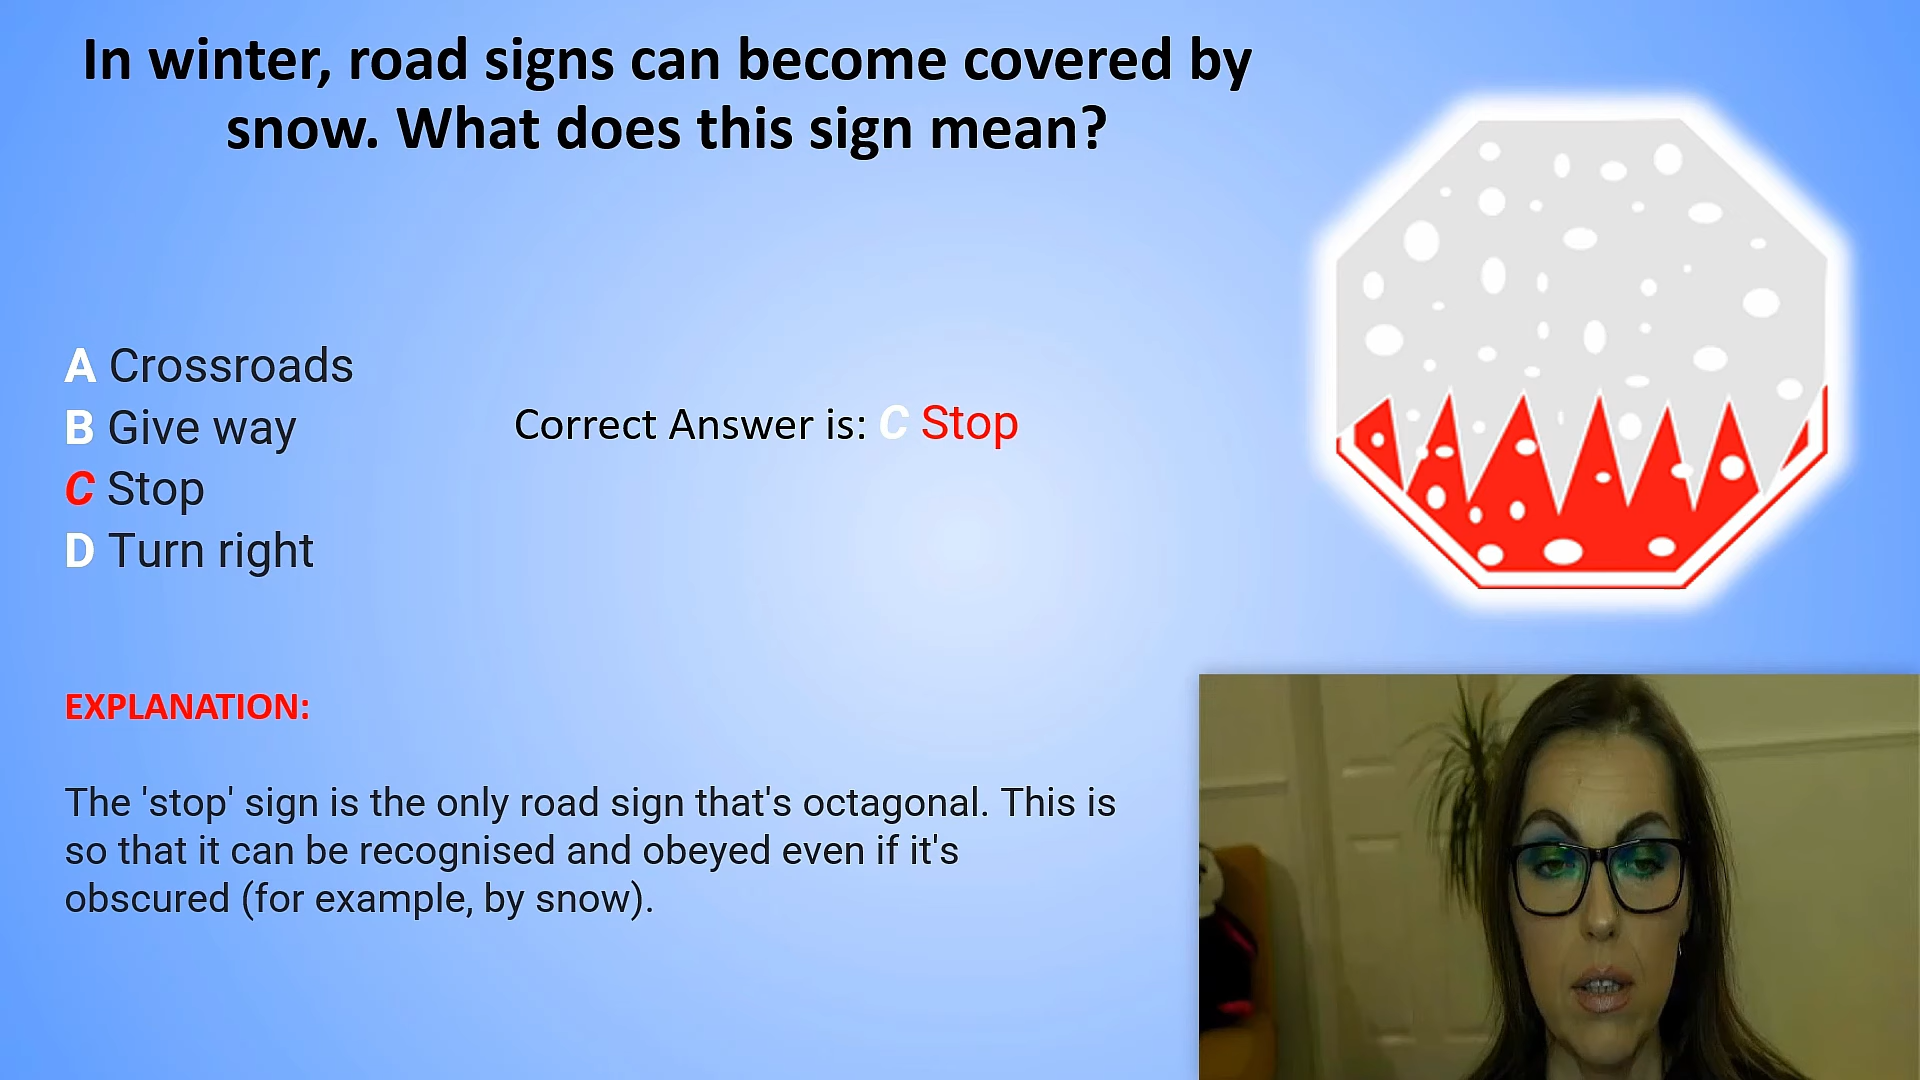 In winter, road signs can become covered by
snow. What does this sign mean?
A Crossroads
B Give way
C Stop
D Turn right
Correct Answer is: C Stop
EXPLANATION:
The 'stop' sign is the only road sign that's octagonal. This is
so that it can be recognised and obeyed even if it's
obscured (for example, by snow).